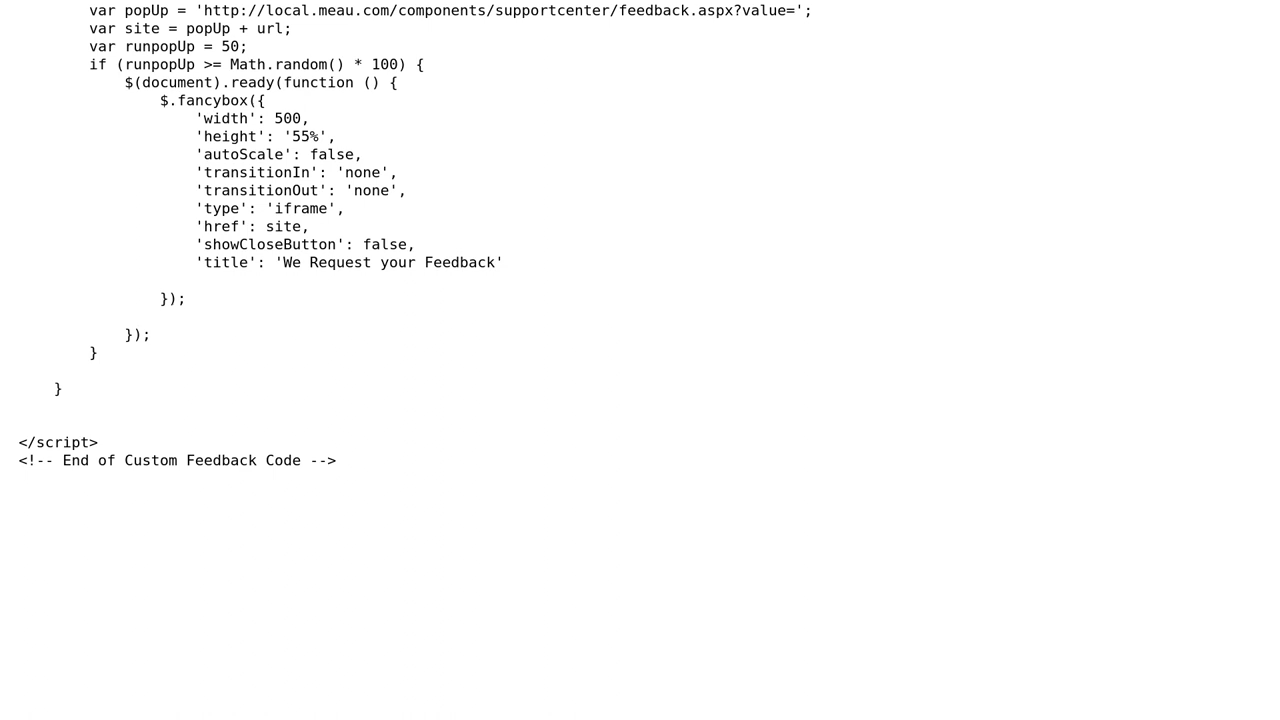 var popUp = 'http://local.meau.com/components/supportcenter/feedback.aspx?value=';
var site = popUp + url;
var runpopUp = 50;
if (runpopUp >= Math.random() * 100) {
$(document).ready(function () {
$.fancybox({
'width': 500,
'height': '55%',
'autoScale': false,
'transitionIn': 'none',
'transitionOut': 'none',
'type': 'iframe',
'href': site,
'showCloseButton': false,
'title': 'We Request your Feedback'
});
});
}
}
</script>
<!-- End of Custom Feedback Code -->